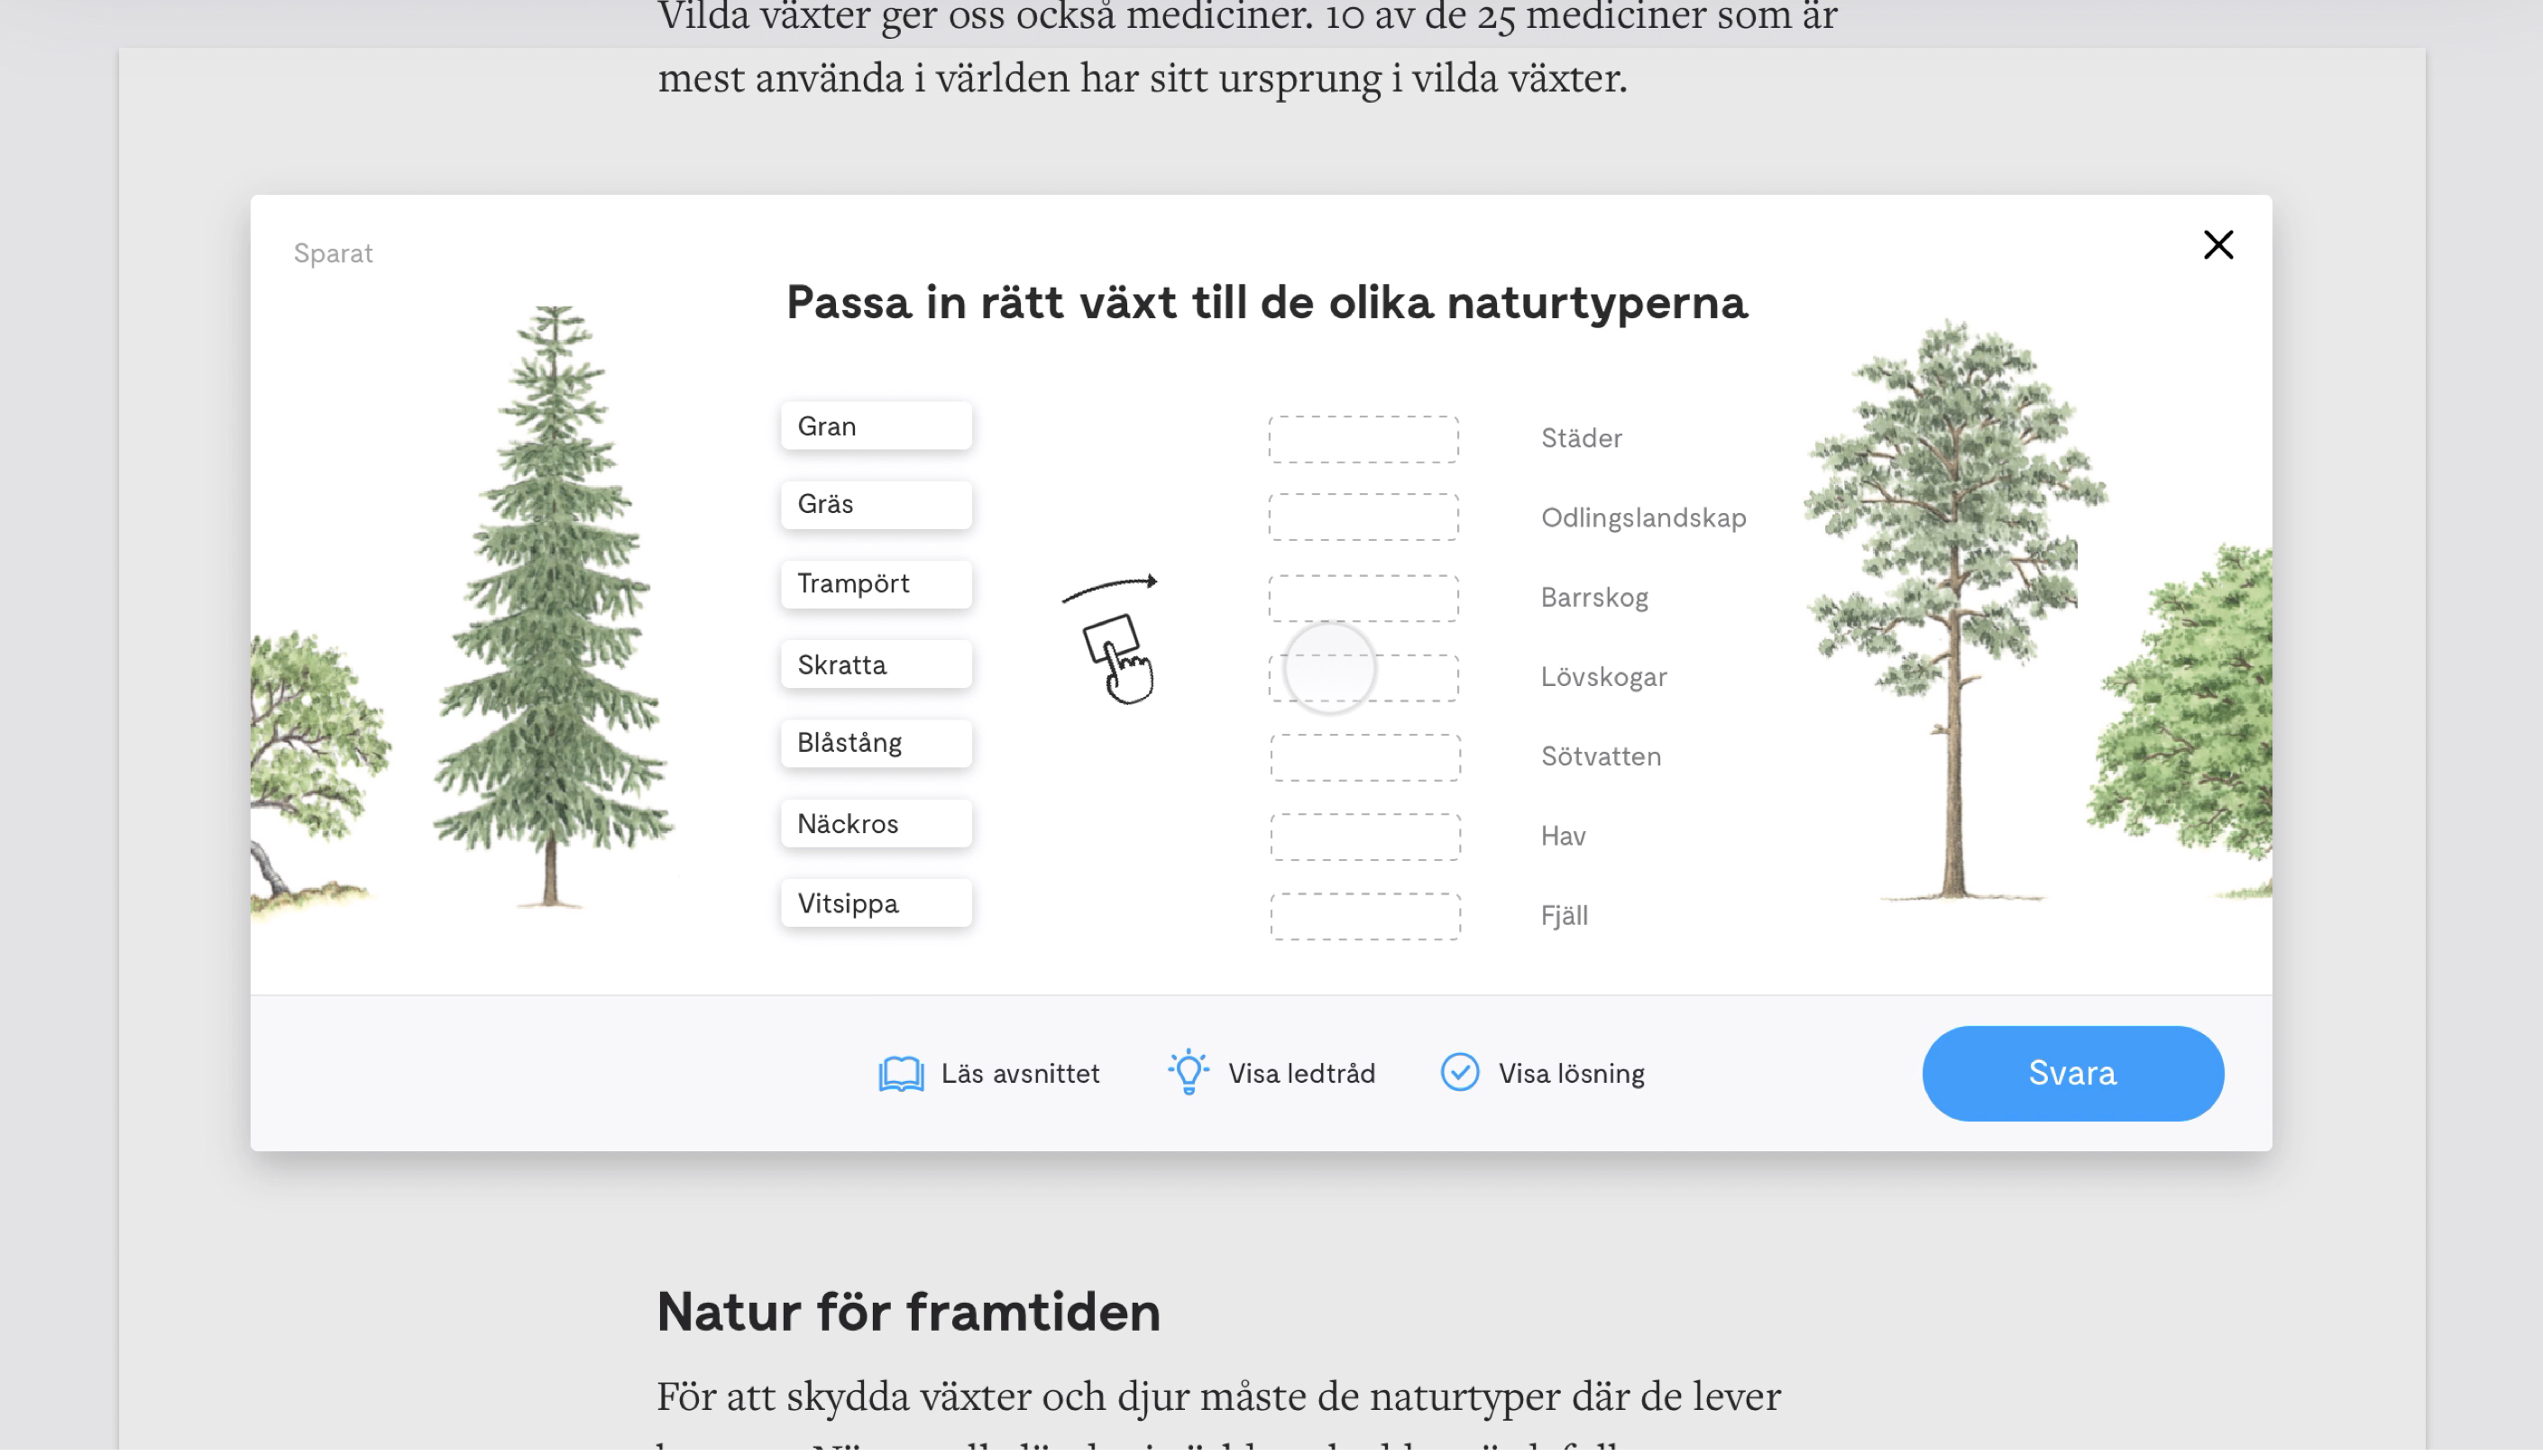 Vilda växter ger oss också mediciner. 10 av de 25 mediciner som är
mest använda i världen har sitt ursprung i vilda växter.
Sparat
Passa in rätt växt till de olika naturtyperna
Gran
Gräs
Trampört
Skratta
Blåstång
Näckros
Vitsippa
Städer
Odlingslandskap
Barrskog
Lövskogar
Sötvatten
Hav
Fjäll
Läs avsnittet
Visa ledtråd
Visa lösning
Svara
Natur för framtiden
För att skydda växter och djur måste de naturtyper där de lever